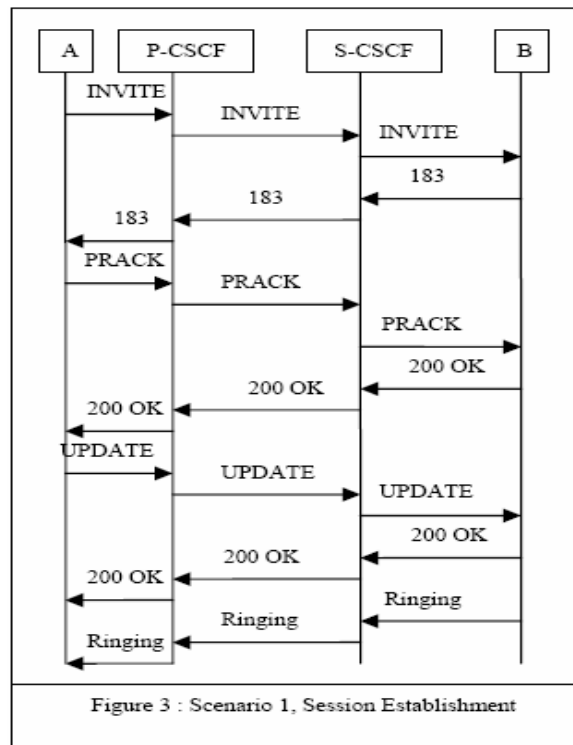 A P-CSCF S-CSCF B
INVITE
INVITE
INVITE
183
183
183
PRACK
PRACK
PRACK
200 OK
200 OK
200 OK
UPDATE
UPDATE
UPDATE
200 OK
200 OK
200 OK
Ringing
Ringing
Ringing
Figure 3 : Scenario 1, Session Establishment